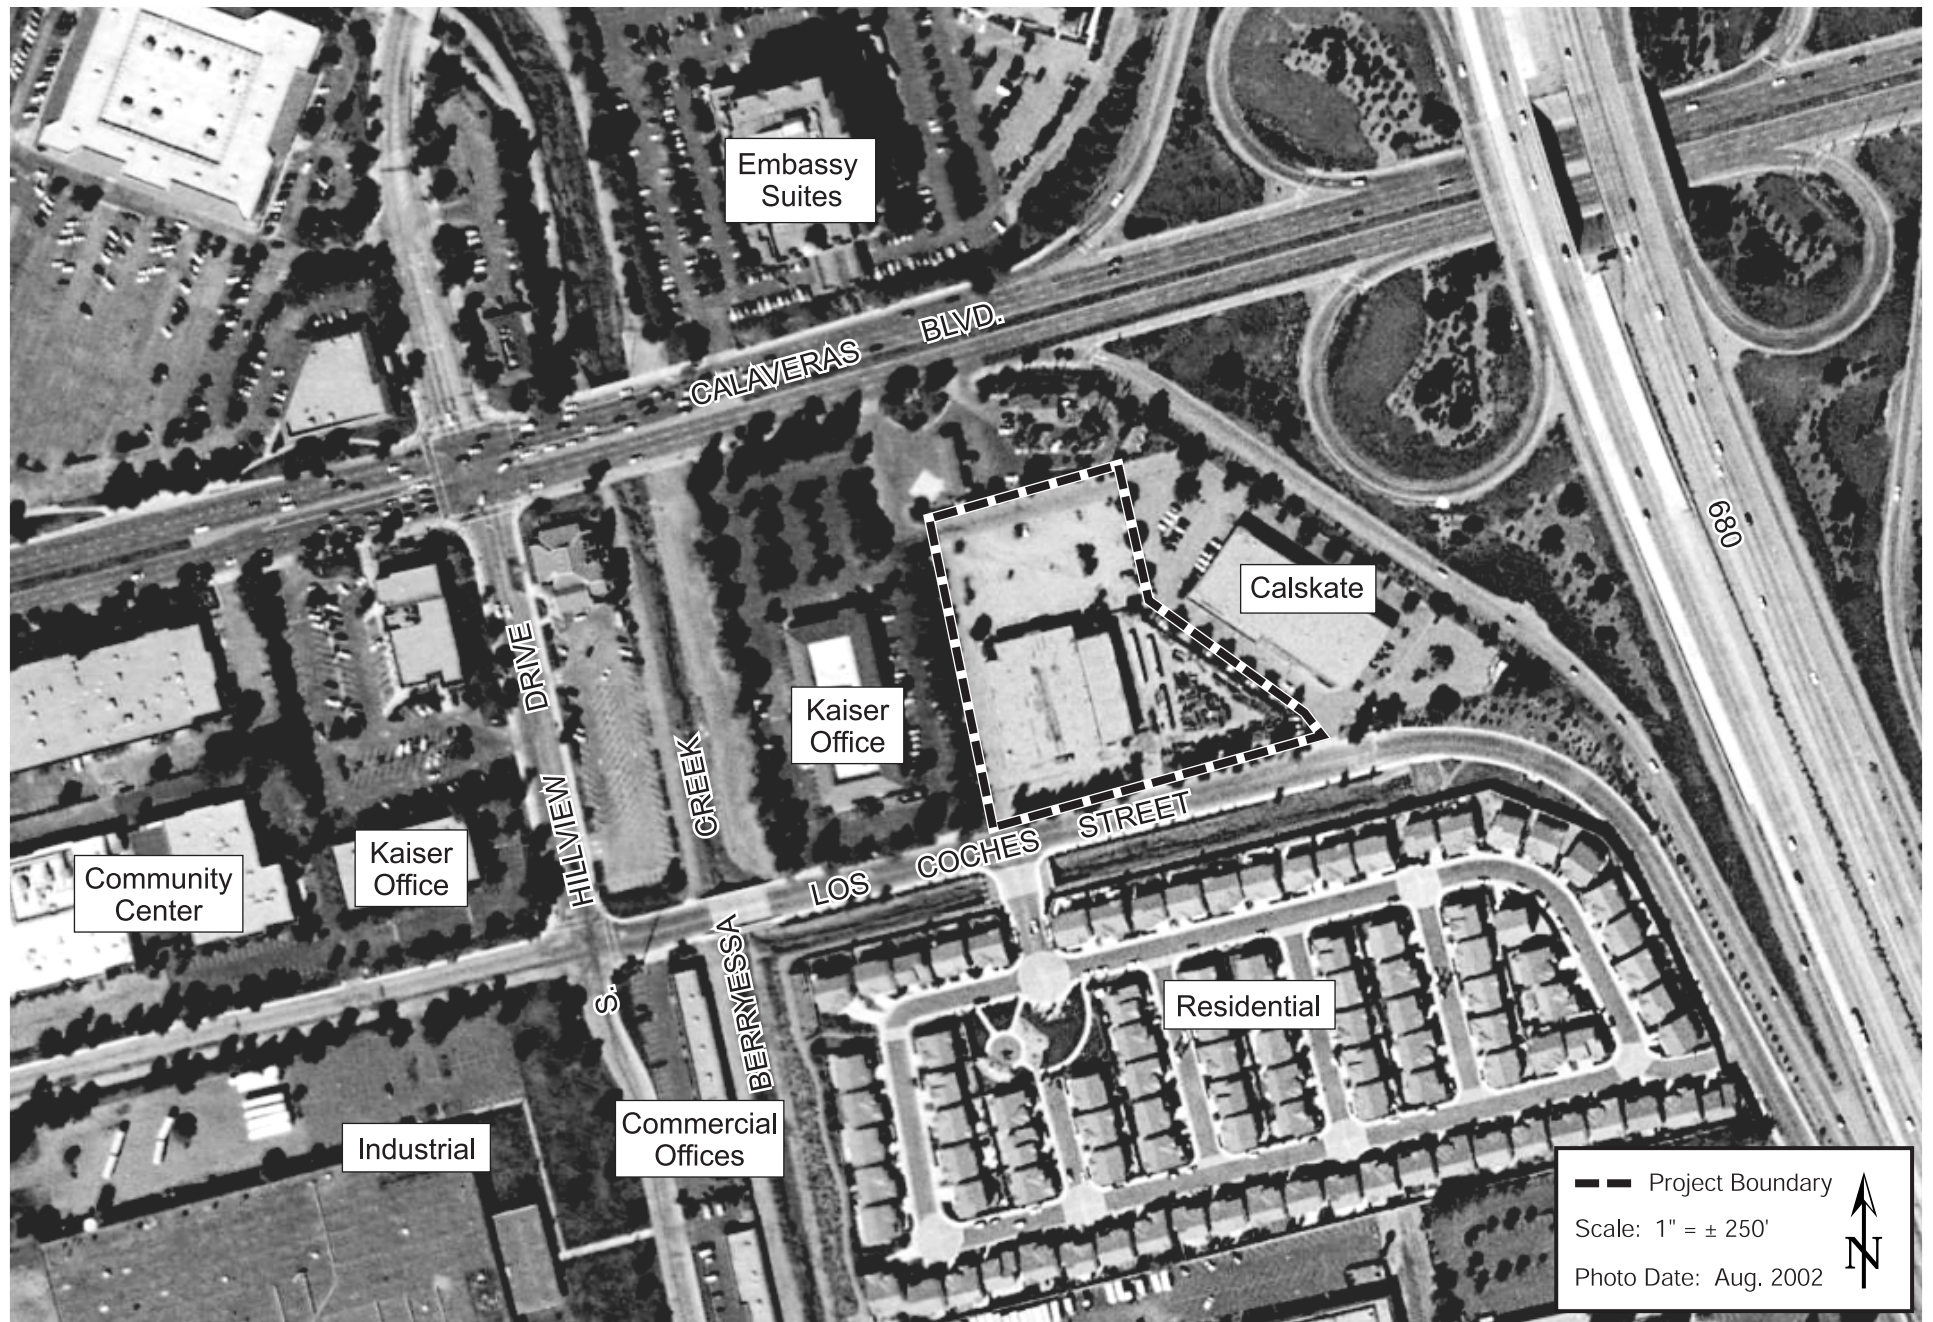 Embassy
Suites
CALAVERAS BLVD.
680
Calskate
S. HILLVIEW DRIVE
BERRYESSA CREEK
Kaiser
Office
LOS COCHES STREET
Community
Center
Kaiser
Office
Residential
Industrial
Commercial
Offices
Project Boundary
Scale: 1" = ± 250'
Photo Date: Aug. 2002
N